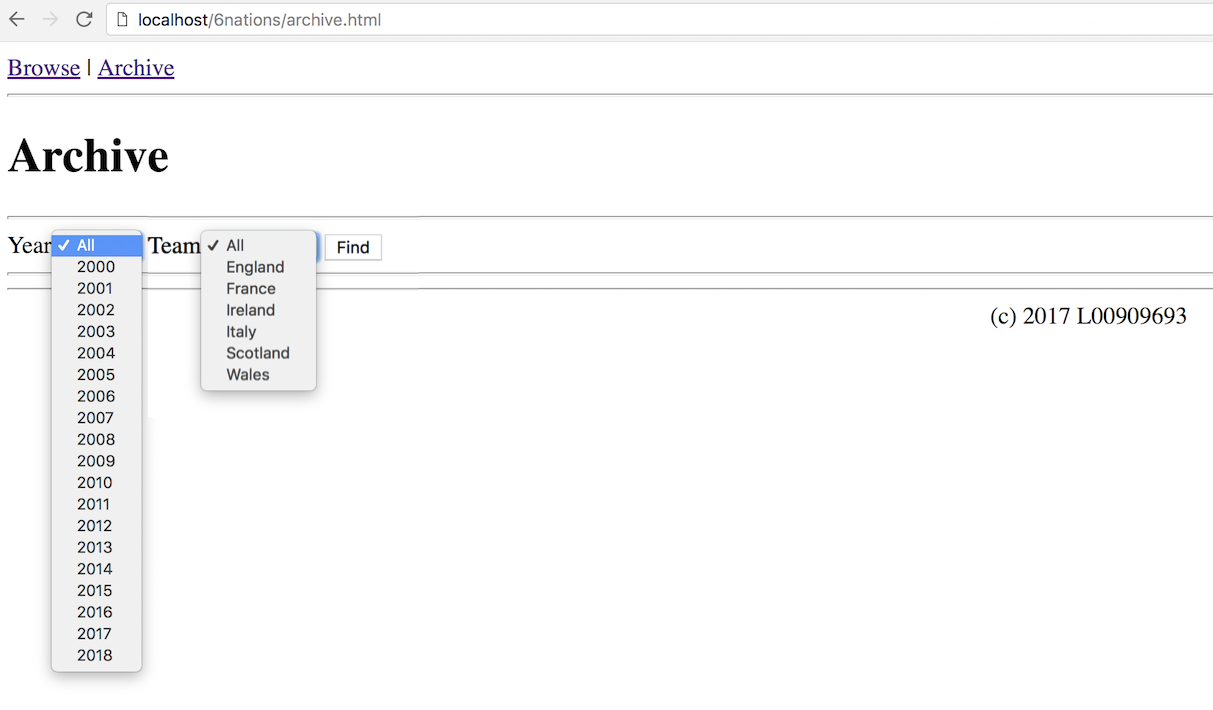 localhost/6nations/archive.html
Browse | Archive
Archive
Year ✓ All Team ✓ All Find
2000 England
2001 France
2002 Ireland (c) 2017 L00909693
2003 Italy
2004 Scotland
2005 Wales
2006
2007
2008
2009
2010
2011
2012
2013
2014
2015
2016
2017
2018